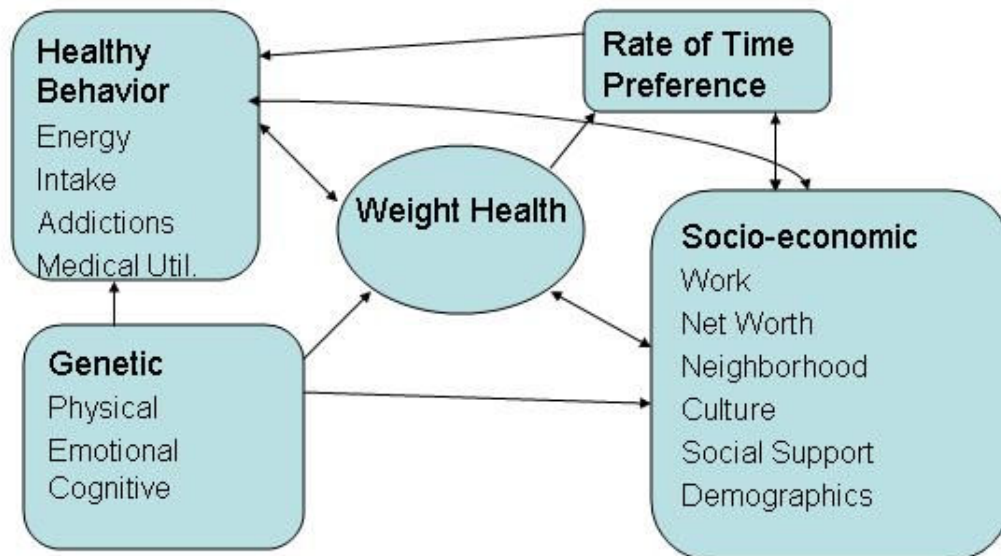 Healthy
Behavior
Energy
Intake
Addictions
Medical Util.
Rate of Time
Preference
Weight Health
Socio-economic
Work
Net Worth
Neighborhood
Culture
Social Support
Demographics
Genetic
Physical
Emotional
Cognitive